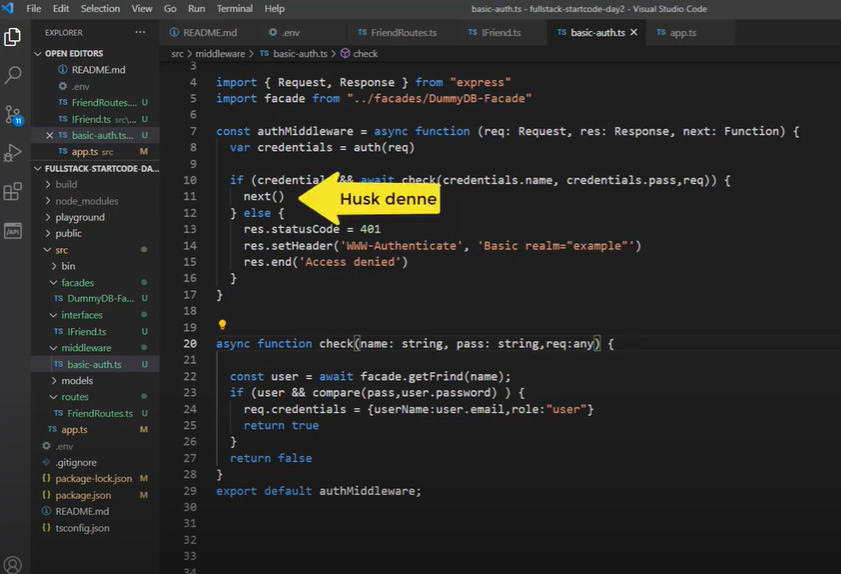 File Edit Selection View Go Run Terminal Help
basic-auth.ts - fullstack-startcode-day2 - Visual Studio Code
EXPLORER ...
OPEN EDITORS
README.md
.env
TS FriendRoutes.... U
TS IFriend.ts src\... U
TS basic-auth.ts... U
TS app.ts src M
FULLSTACK-STARTCODE-DA...
build
node_modules
playground
public
src
bin
facades
TS DummyDB-Fa... U
interfaces
TS IFriend.ts U
middleware
TS basic-auth.ts U
models
routes
TS FriendRoutes.ts U
TS app.ts M
.env
.gitignore
{} package-lock.json M
{} package.json M
README.md
tsconfig.json
11
API
README.md .env TS FriendRoutes.ts TS IFriend.ts TS basic-auth.ts TS app.ts
src > middleware > TS basic-auth.ts > check
3
4 import { Request, Response } from "express"
5 import facade from "../facades/DummyDB-Facade"
6
7 const authMiddleware = async function (req: Request, res: Response, next: Function) {
8 var credentials = auth(req)
9
10 if (credentials && await check(credentials.name, credentials.pass,req)) {
11 next()
Husk denne
12 } else {
13 res.statusCode = 401
14 res.setHeader('WWW-Authenticate', 'Basic realm="example"')
15 res.end('Access denied')
16 }
17 }
18
19
20 async function check(name: string, pass: string,req:any) {
21
22 const user = await facade.getFrind(name);
23 if (user && compare(pass,user.password) ) {
24 req.credentials = {userName:user.email,role:"user"}
25 return true
26 }
27 return false
28 }
29 export default authMiddleware;
30
31
32
33
34